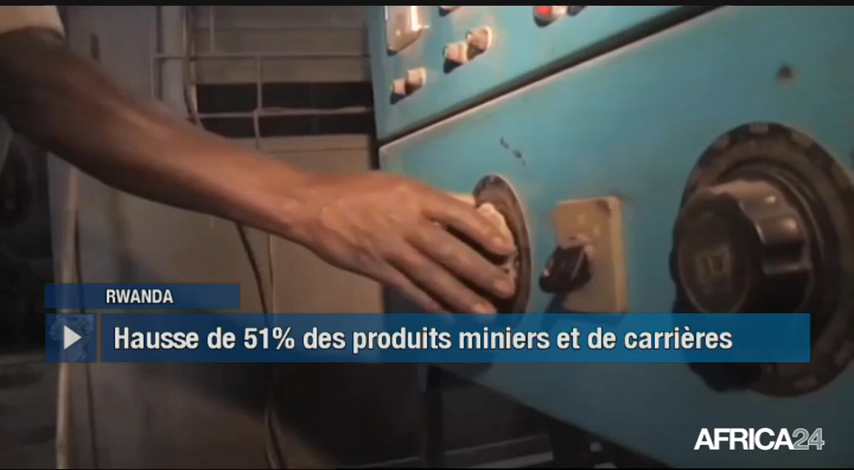 RWANDA
Hausse de 51% des produits miniers et de carrières
AFRICA24